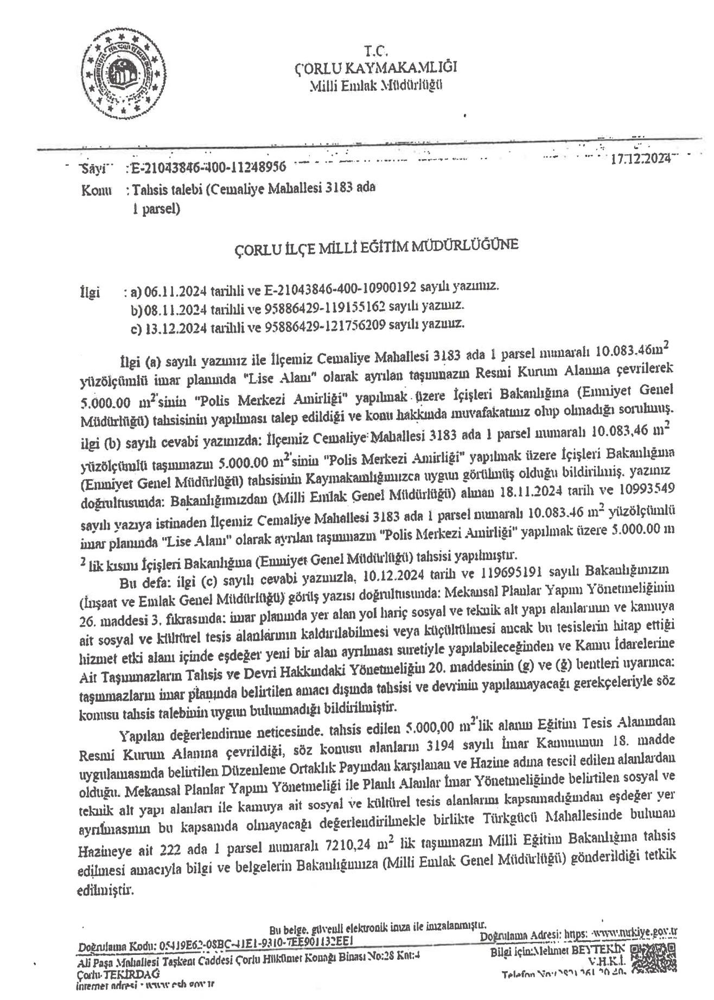 T.C.
ÇORLU KAYMAKAMLIĞI
Milli Emlak Müdürlüğü
Sayı : E-21043846-400-11248956
17.12.2024
Konu : Tahsis talebi (Cemaliye Mahallesi 3183 ada
1 parsel)
ÇORLU İLÇE MİLLİ EĞİTİM MÜDÜRLÜĞÜNE
İlgi : a) 06.11.2024 tarihli ve E-21043846-400-10900192 sayılı yazımız.
b) 08.11.2024 tarihli ve 95886429-119155162 sayılı yazınız.
c) 13.12.2024 tarihli ve 95886429-121756209 sayılı yazınız.
İlgi (a) sayılı yazımız ile İlçemiz Cemaliye Mahallesi 3183 ada 1 parsel numaralı 10.083.46m²
yüzölçümlü imar planında "Lise Alanı" olarak ayrılan taşınmazın Resmi Kurum Alanına çevrilerek
5.000.00 m²'sinin "Polis Merkezi Amirliği" yapılmak üzere İçişleri Bakanlığına (Emniyet Genel
Müdürlüğü) tahsisinin yapılması talep edildiği ve konu hakkında muvafakatınız olup olmadığı sorulmuş.
ilgi (b) sayılı cevabi yazınızda; İlçemiz Cemaliye Mahallesi 3183 ada 1 parsel numaralı 10.083,46 m²
yüzölçümlü taşınmazın 5.000.00 m²'sinin "Polis Merkezi Amirliği" yapılmak üzere İçişleri Bakanlığına
(Emniyet Genel Müdürlüğü) tahsisinin Kaymakamlığımızca uygun görülmüş olduğu bildirilmiş. yazınız
doğrultusunda; Bakanlığımızdan (Milli Emlak Genel Müdürlüğü) alınan 18.11.2024 tarih ve 10993549
sayılı yazıya istinaden İlçemiz Cemaliye Mahallesi 3183 ada 1 parsel numaralı 10.083.46 m² yüzölçümlü
imar planında "Lise Alanı" olarak ayrılan taşınmazın "Polis Merkezi Amirliği" yapılmak üzere 5.000.00 m
² lik kısmı İçişleri Bakanlığına (Emniyet Genel Müdürlüğü) tahsisi yapılmıştır.
Bu defa; ilgi (c) sayılı cevabi yazınızla, 10.12.2024 tarih ve 119695191 sayılı Bakanlığınızın
(İnşaat ve Emlak Genel Müdürlüğü) görüş yazısı doğrultusunda; Mekansal Planlar Yapım Yönetmeliğinin
26. maddesi 3. fıkrasında; imar planında yer alan yol hariç sosyal ve teknik alt yapı alanlarının ve kamuya
ait sosyal ve kültürel tesis alanlarının kaldırılabilmesi veya küçültülmesi ancak bu tesislerin hitap ettiği
hizmet etki alanı içinde eşdeğer yeni bir alan ayrılması suretiyle yapılabileceğinden ve Kamu İdarelerine
Ait Taşınmazların Tahsis ve Devri Hakkındaki Yönetmeliğin 20. maddesinin (g) ve (ğ) bentleri uyarınca;
taşınmazların imar planında belirtilen amacı dışında tahsisi ve devrinin yapılamayacağı gerekçeleriyle söz
konusu tahsis talebinin uygun bulunmadığı bildirilmiştir.
Yapılan değerlendirme neticesinde. tahsis edilen 5.000,00 m²'lik alanın Eğitim Tesis Alanından
Resmi Kurum Alanına çevrildiği, söz konusu alanların 3194 sayılı İmar Kanununun 18. madde
uygulamasında belirtilen Düzenleme Ortaklık Payından karşılanan ve Hazine adına tescil edilen alanlardan
olduğu. Mekansal Planlar Yapım Yönetmeliği ile Planlı Alanlar İmar Yönetmeliğinde belirtilen sosyal ve
teknik alt yapı alanları ile kamuya ait sosyal ve kültürel tesis alanlarını kapsamadığından eşdeğer yer
ayrılmasının bu kapsamda olmayacağı değerlendirilmekle birlikte Türkgücü Mahallesinde bulunan
Hazineye ait 222 ada 1 parsel numaralı 7210,24 m² lik taşınmazın Milli Eğitim Bakanlığına tahsis
edilmesi amacıyla bilgi ve belgelerin Bakanlığımıza (Milli Emlak Genel Müdürlüğü) gönderildiği tetkik
edilmiştir.
Bu belge, güvenli elektronik imza ile imzalanmıştır.
Doğrulama Kodu: 05419E62-08BC-41E1-9310-7EE901132EE1
Doğrulama Adresi: https: www.turkiye.gov.tr
Ali Paşa Mahallesi Taşkent Caddesi Çorlu Hükümet Konağı Binası No:28 Kat:4
Çorlu TEKİRDAĞ
internet adresi : www.csb.gov.tr
Bilgi için:Mehmet BEYTEKİN
V.H.K.İ.
Telefon No: